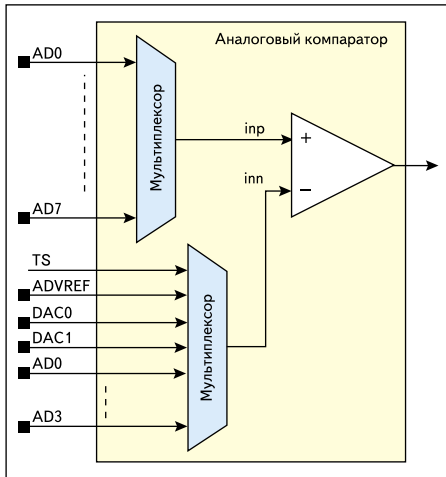 Аналоговый компаратор
AD0
Мультиплексор
inp
+
inn
−
AD7
TS
ADVREF
DAC0
DAC1
AD0
Мультиплексор
AD3